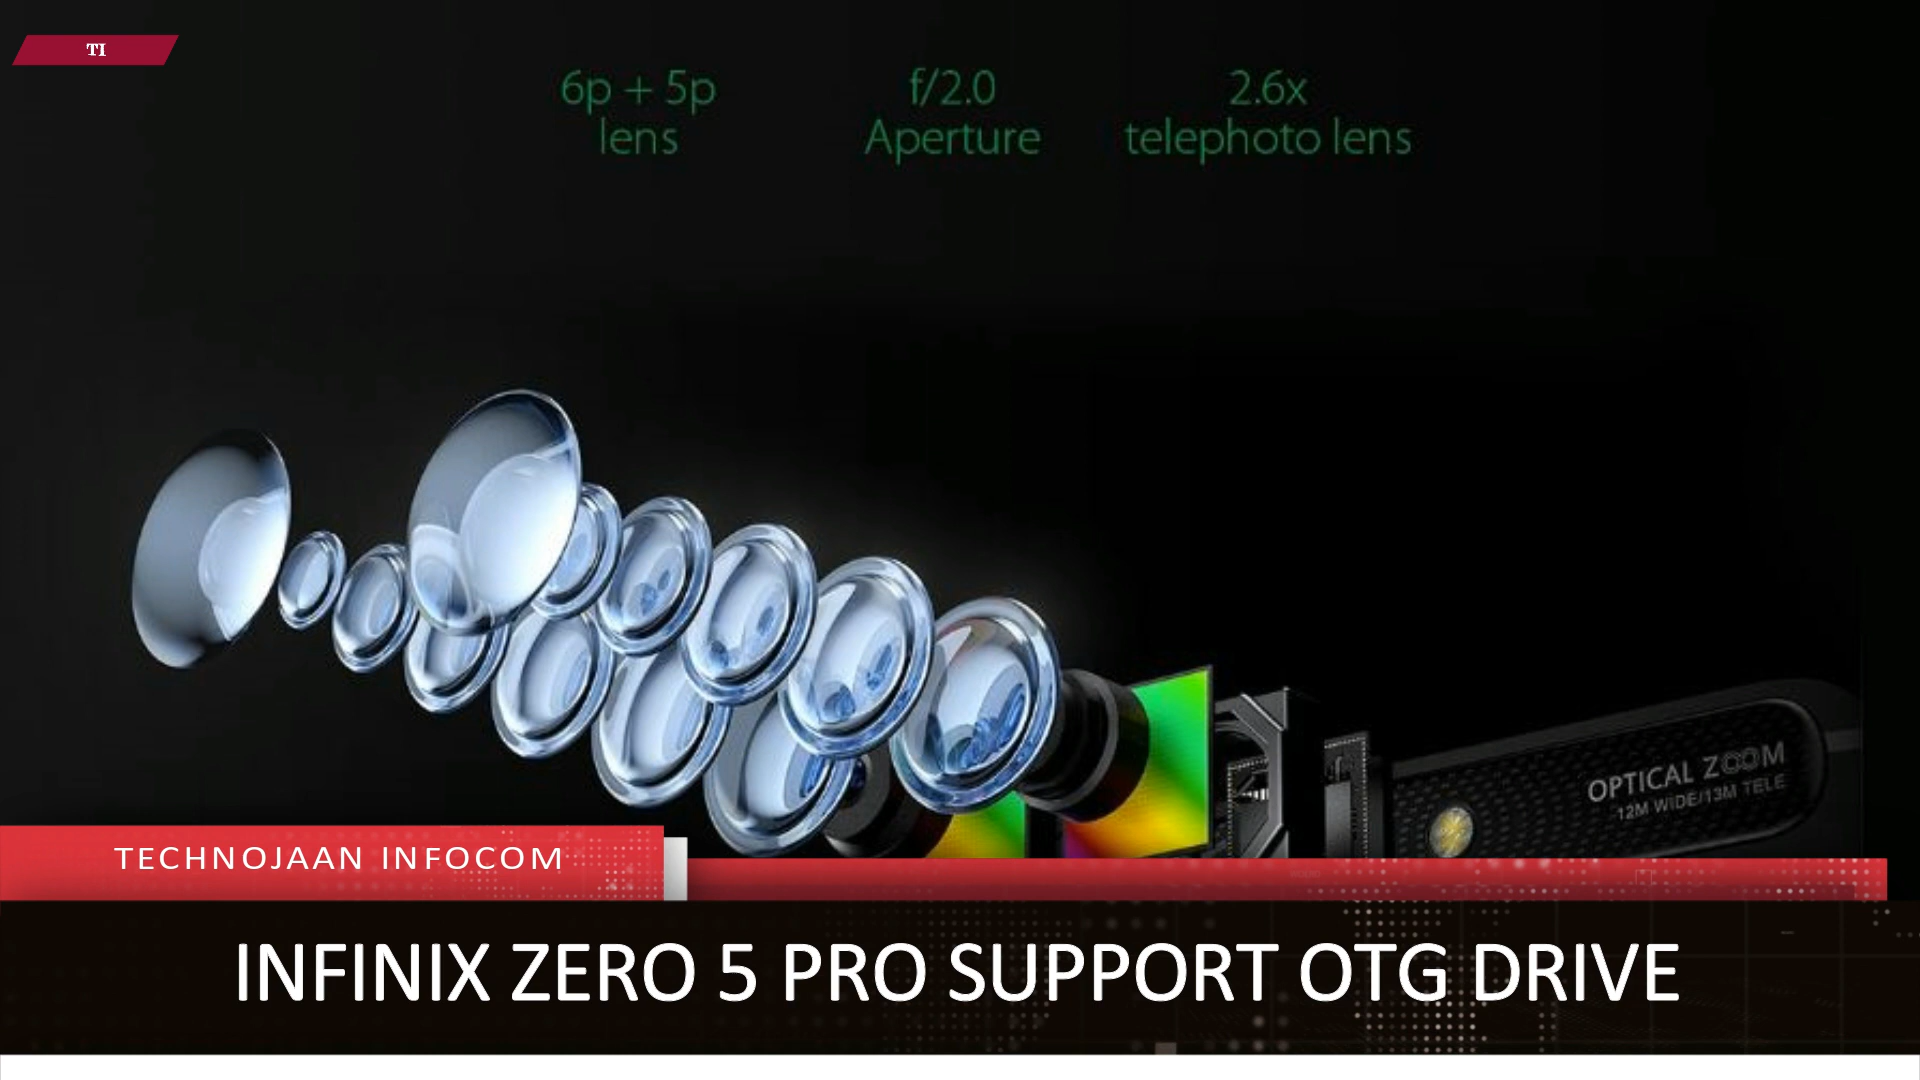 TI
6p + 5p
lens
f/2.0
Aperture
2.6x
telephoto lens
OPTICAL ZOOM
12M WIDE/13M TELE
TECHNOJAAN INFOCOM
INFINIX ZERO 5 PRO SUPPORT OTG DRIVE